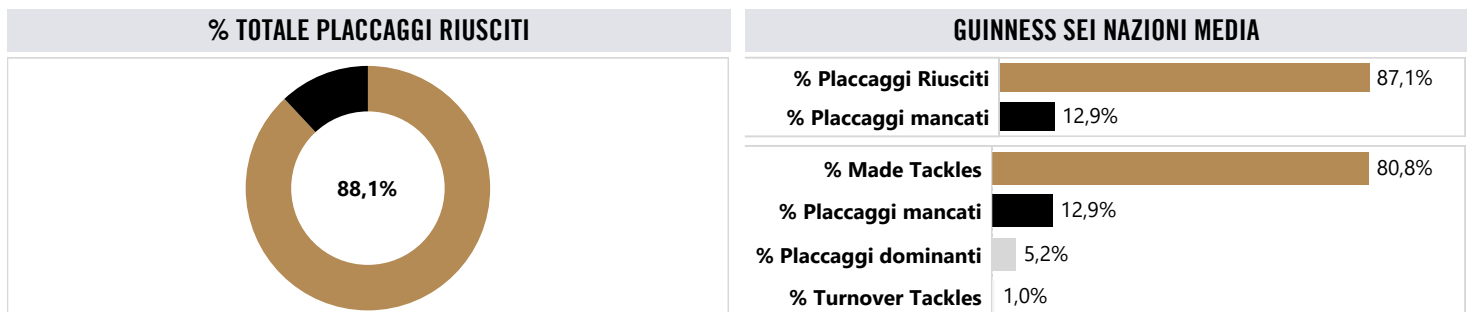 % TOTALE PLACCAGGI RIUSCITI
88,1%
GUINNESS SEI NAZIONI MEDIA
% Placcaggi Riusciti 87,1%
% Placcaggi mancati 12,9%
% Made Tackles 80,8%
% Placcaggi mancati 12,9%
% Placcaggi dominanti 5,2%
% Turnover Tackles 1,0%